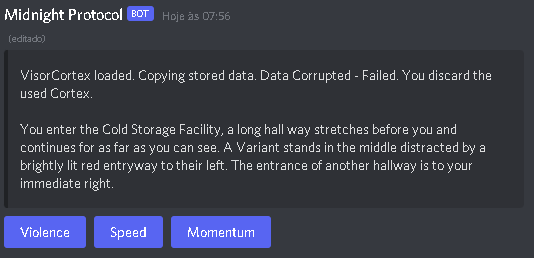 Midnight Protocol BOT Hoje às 07:56
(editado)
VisorCortex loaded. Copying stored data. Data Corrupted - Failed. You discard the
used Cortex.
You enter the Cold Storage Facility, a long hall way stretches before you and
continues for as far as you can see. A Variant stands in the middle distracted by a
brightly lit red entryway to their left. The entrance of another hallway is to your
immediate right.
Violence Speed Momentum